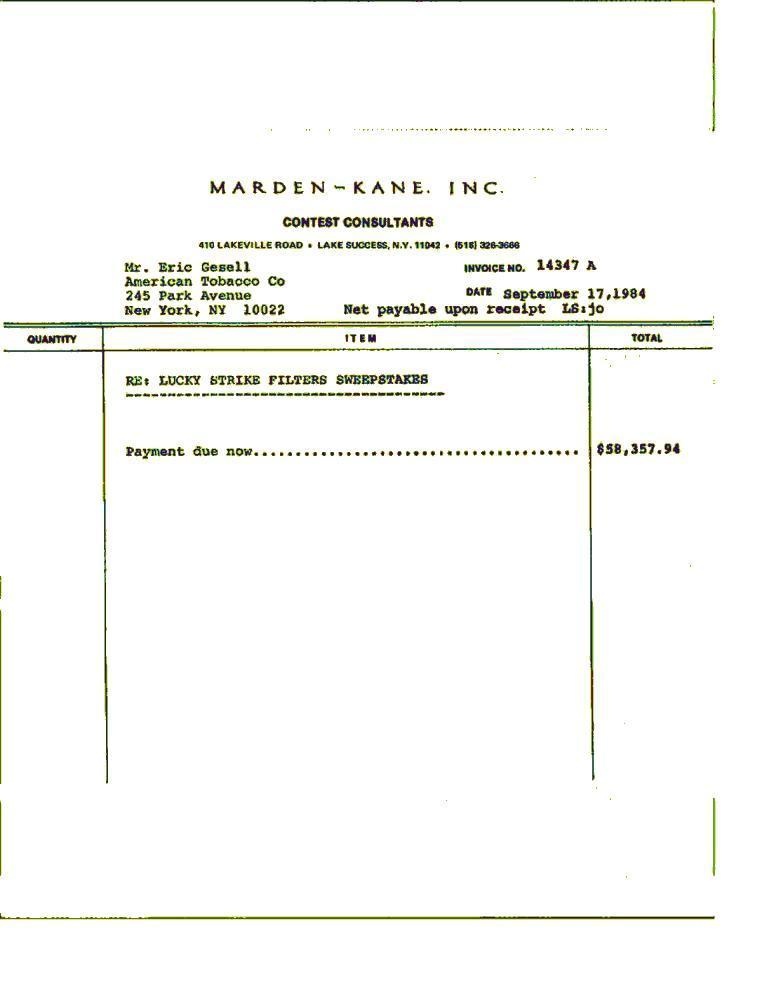 MARDEN-KANE. INC.
CONTEST CONSULTANTS
410 LAKEVILLE ROAD • LAKE SUCCESS, N.Y. 11042 • (516) 326-3666
Mr. Eric Gesell INVOICE NO. 14347 A
American Tobacco Co
245 Park Avenue DATE September 17,1984
New York, NY 10022 Net payable upon receipt LS:jo
QUANTITY ITEM TOTAL
RE: LUCKY STRIKE FILTERS SWEEPSTAKES
Payment due now....................................... $58,357.94